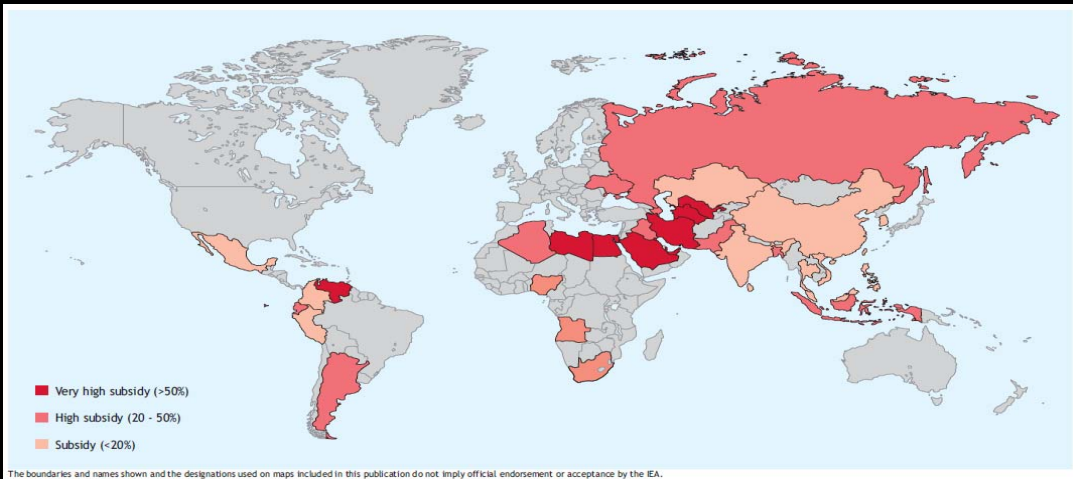 Very high subsidy (>50%)
High subsidy (20 - 50%)
Subsidy (<20%)
The boundaries and names shown and the designations used on maps included in this publication do not imply official endorsement or acceptance by the IEA.